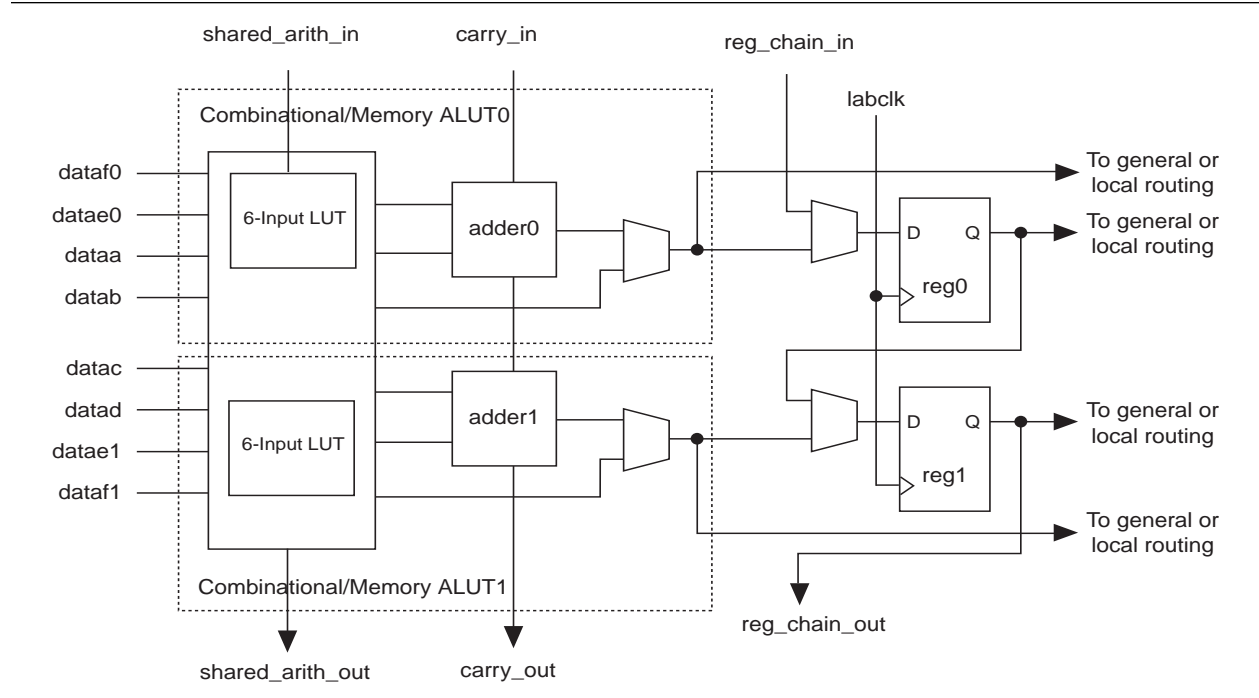 shared_arith_in
carry_in
reg_chain_in
labclk
Combinational/Memory ALUT0
dataf0
datae0
dataa
datab
6-Input LUT
adder0
D
Q
reg0
To general or
local routing
To general or
local routing
datac
datad
datae1
dataf1
6-Input LUT
adder1
D
Q
reg1
To general or
local routing
To general or
local routing
Combinational/Memory ALUT1
reg_chain_out
shared_arith_out
carry_out